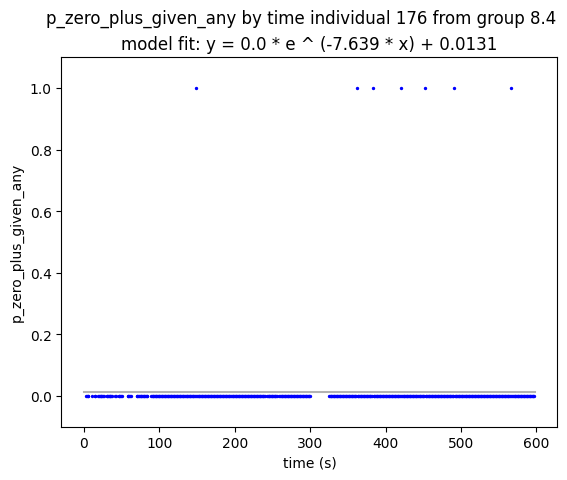 p_zero_plus_given_any by time individual 176 from group 8.4
model fit: y = 0.0 * e ^ (-7.639 * x) + 0.0131
1.0
0.8
0.6
0.4
0.2
0.0
p_zero_plus_given_any
0 100 200 300 400 500 600
time (s)